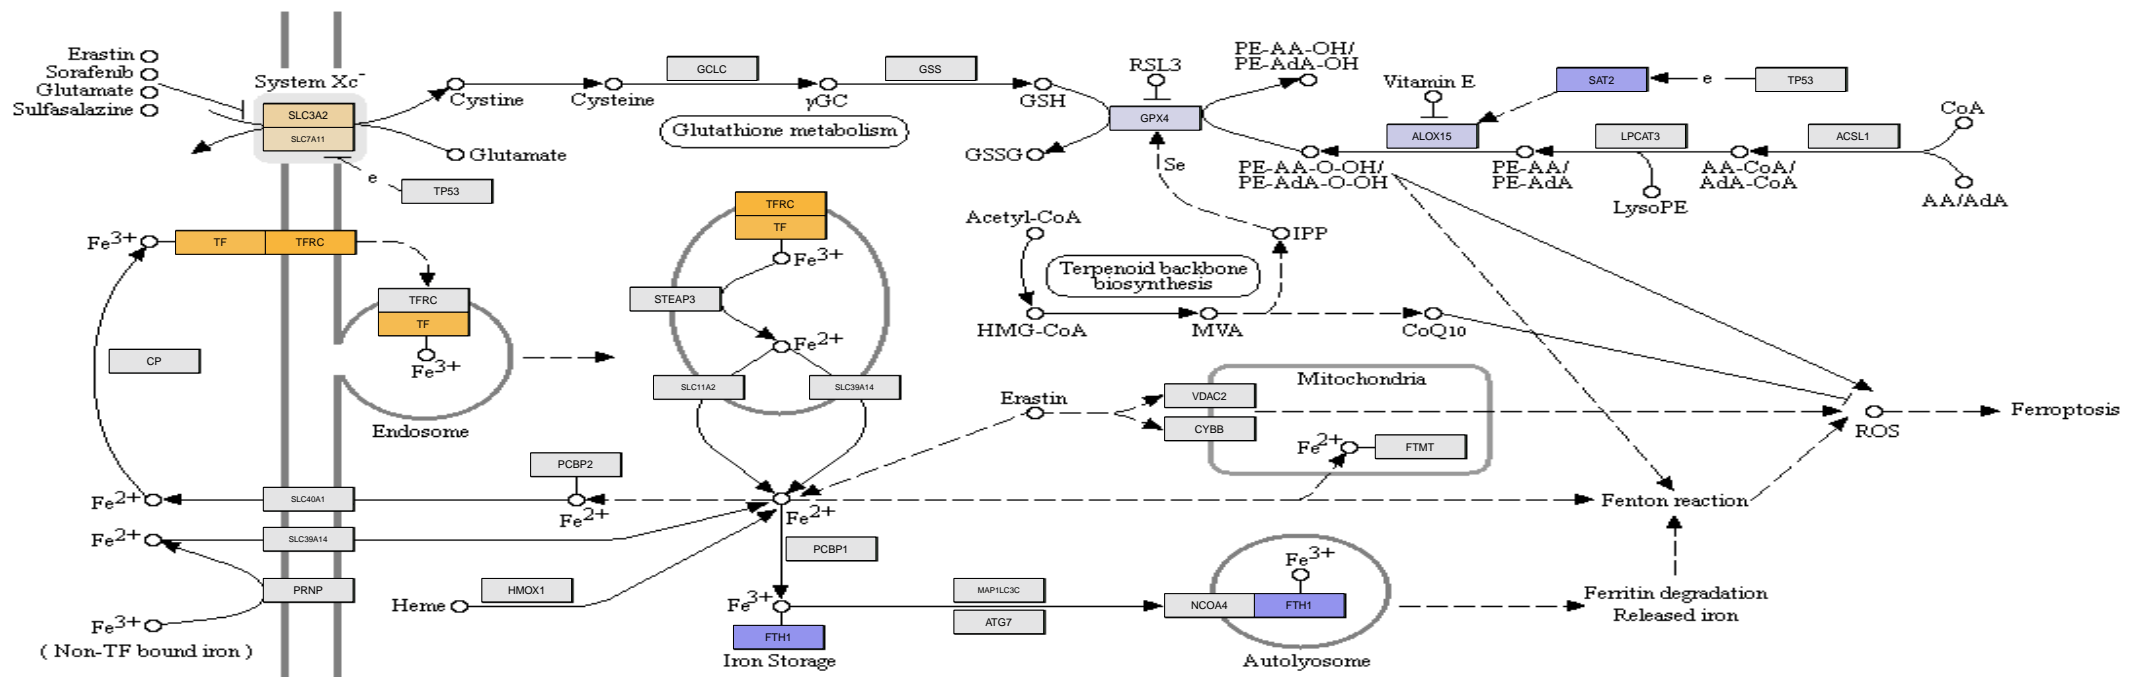 Erastin
Sorafenib
Glutamate
Sulfasalazine
System Xc-
SLC3A2
SLC7A11
Cystine
Glutamate
e
TP53
Cysteine
GCLC
γGC
GSS
GSH
Glutathione metabolism
GSSG
RSL3
GPX4
Se
PE-AA-OH/
PE-AdA-OH
PE-AA-O-OH/
PE-AdA-O-OH
Vitamin E
ALOX15
SAT2
e
TP53
PE-AA/
PE-AdA
LPCAT3
LysoPE
AA-CoA/
AdA-CoA
ACSL1
CoA
AA/AdA
Fe3+
TF
TFRC
TFRC
TF
Fe3+
Endosome
CP
TFRC
TF
Fe3+
STEAP3
Fe2+
SLC11A2
SLC39A14
Acetyl-CoA
HMG-CoA
Terpenoid backbone
biosynthesis
MVA
IPP
CoQ10
Erastin
VDAC2
CYBB
Mitochondria
Fe2+
FTMT
ROS
Ferroptosis
Fe2+
SLC40A1
PCBP2
Fe2+
Fe2+
Fenton reaction
Fe2+
SLC39A14
PRNP
Fe3+
( Non-TF bound iron )
Heme
HMOX1
PCBP1
Fe3+
FTH1
Iron Storage
MAP1LC3C
ATG7
NCOA4
FTH1
Fe3+
Autolyosome
Ferritin degradation
Released iron